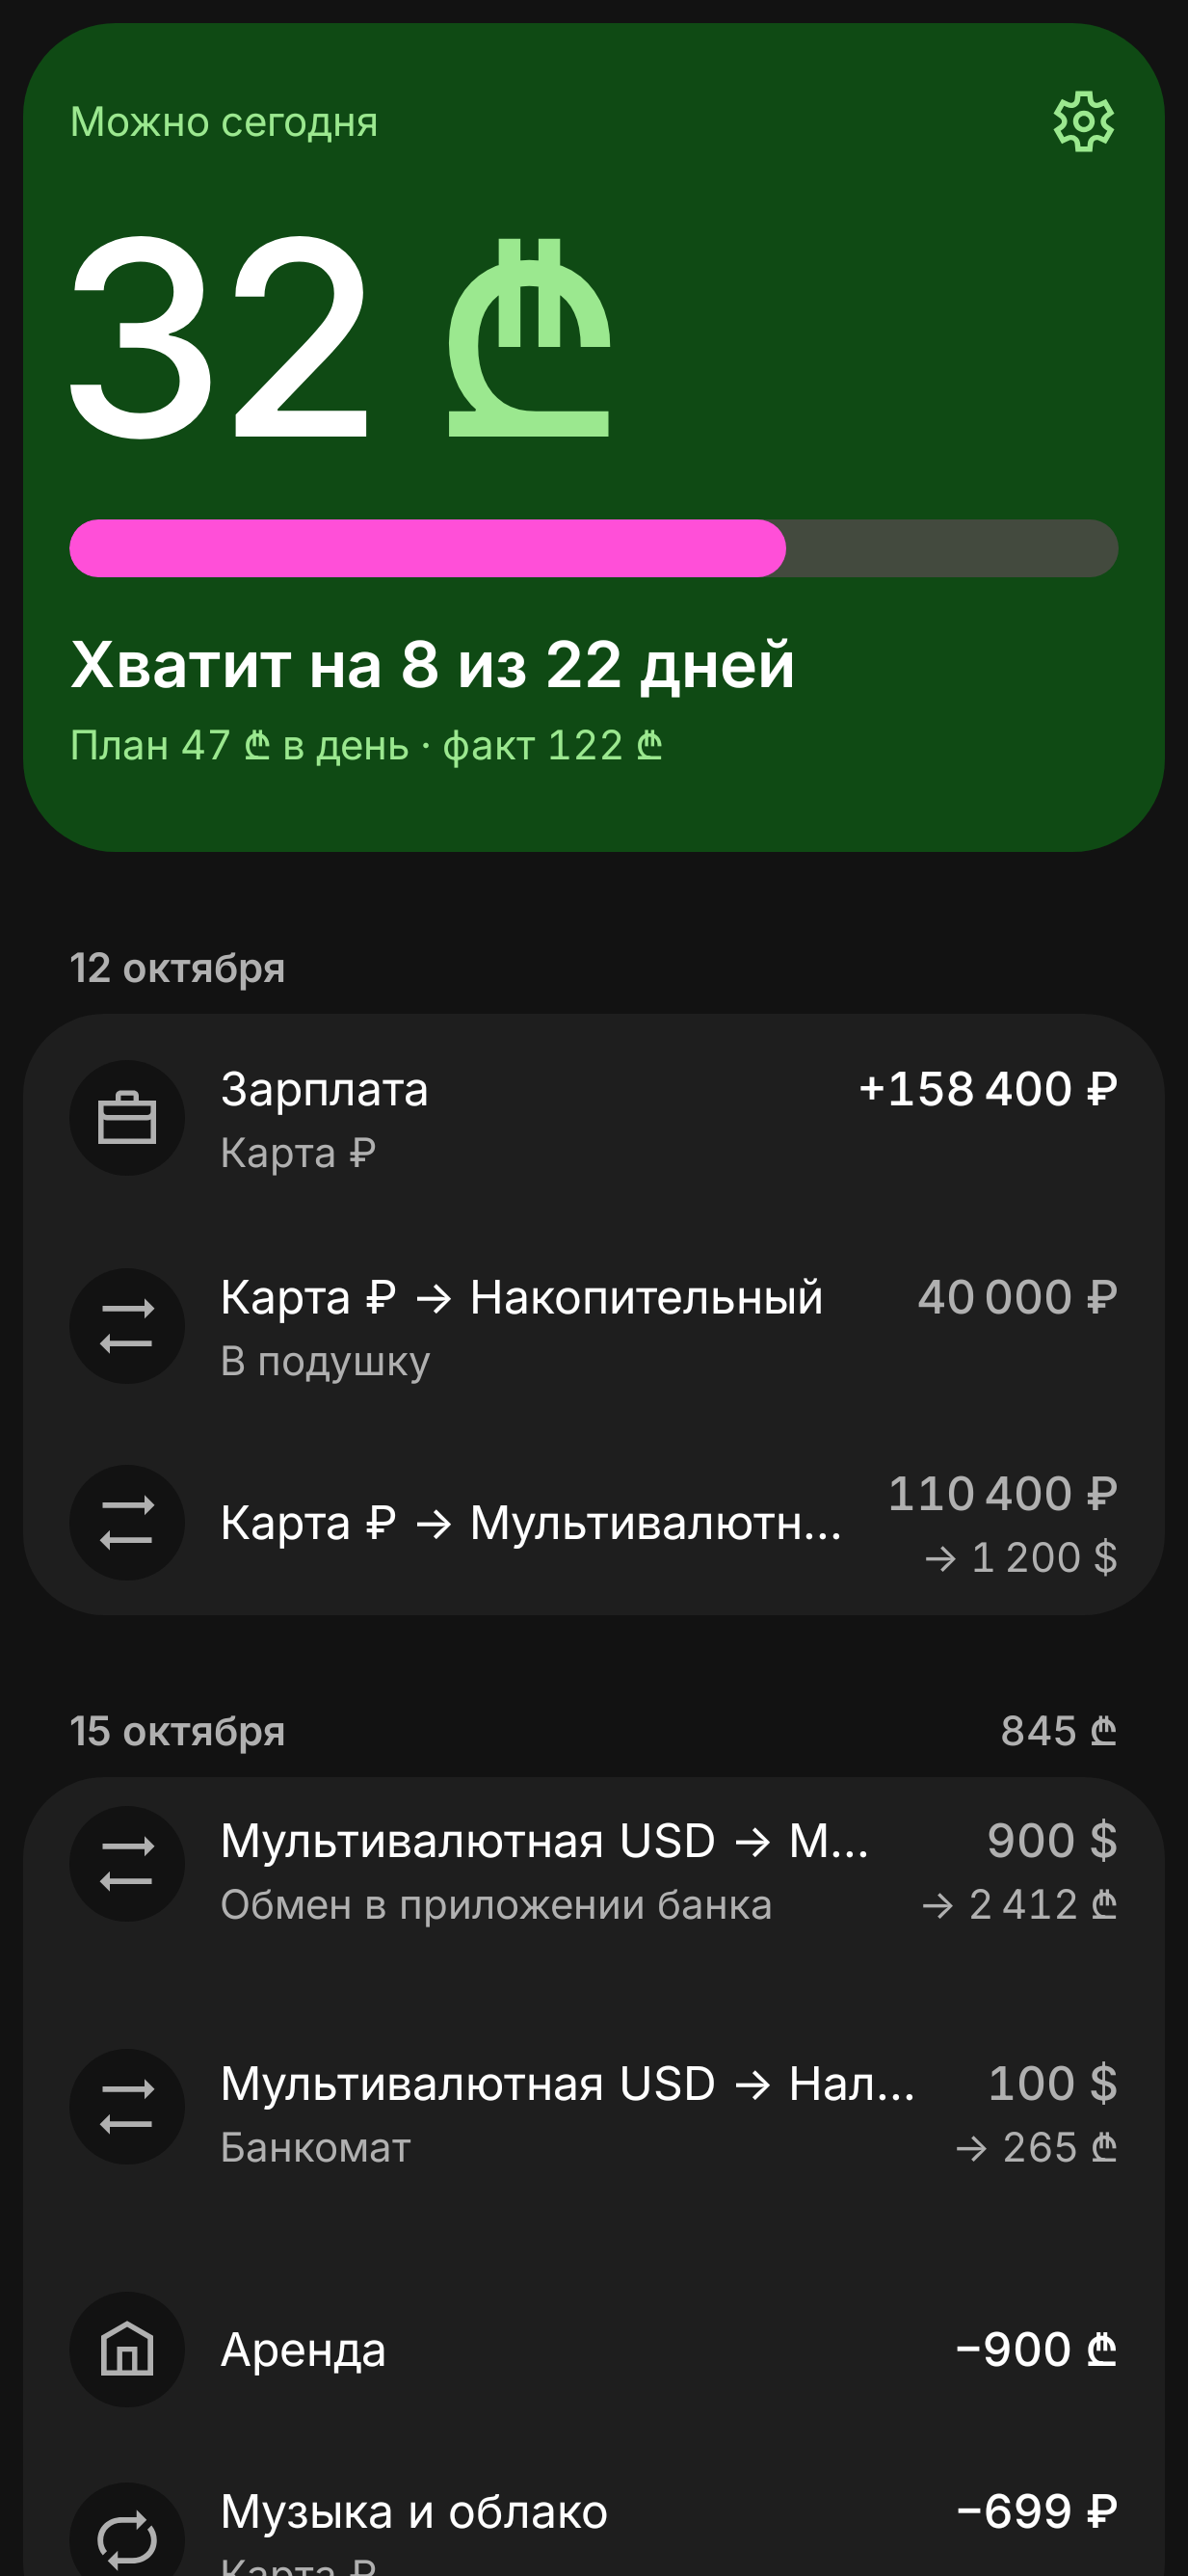 Можно сегодня
32 ₾
Хватит на 8 из 22 дней
План 47 ₾ в день · факт 122 ₾
12 октября
Зарплата +158 400 ₽
Карта ₽
Карта ₽ → Накопительный 40 000 ₽
В подушку
Карта ₽ → Мультивалютн... 110 400 ₽
→ 1 200 $
15 октября 845 ₾
Мультивалютная USD → М... 900 $
Обмен в приложении банка → 2 412 ₾
Мультивалютная USD → Нал... 100 $
Банкомат → 265 ₾
Аренда −900 ₾
Музыка и облако −699 ₽
Карта ₽